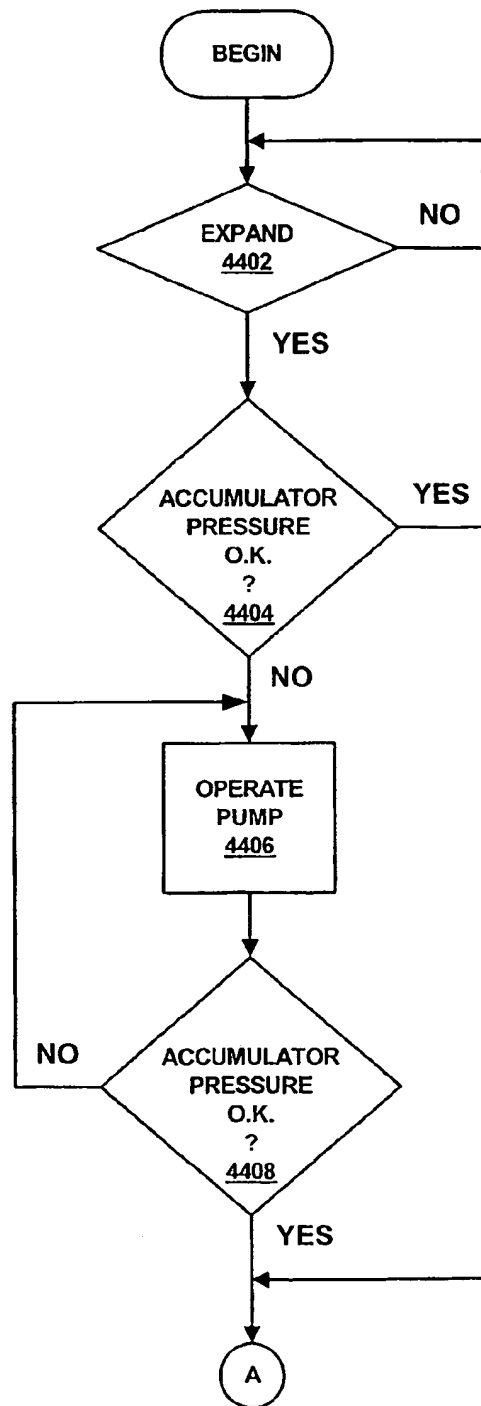 BEGIN
NO
EXPAND
4402
YES
ACCUMULATOR
YES
PRESSURE
O.K.
?
4404
NO
OPERATE
PUMP
4406
NO
ACCUMULATOR
PRESSURE
O.K.
?
4408
YES
A